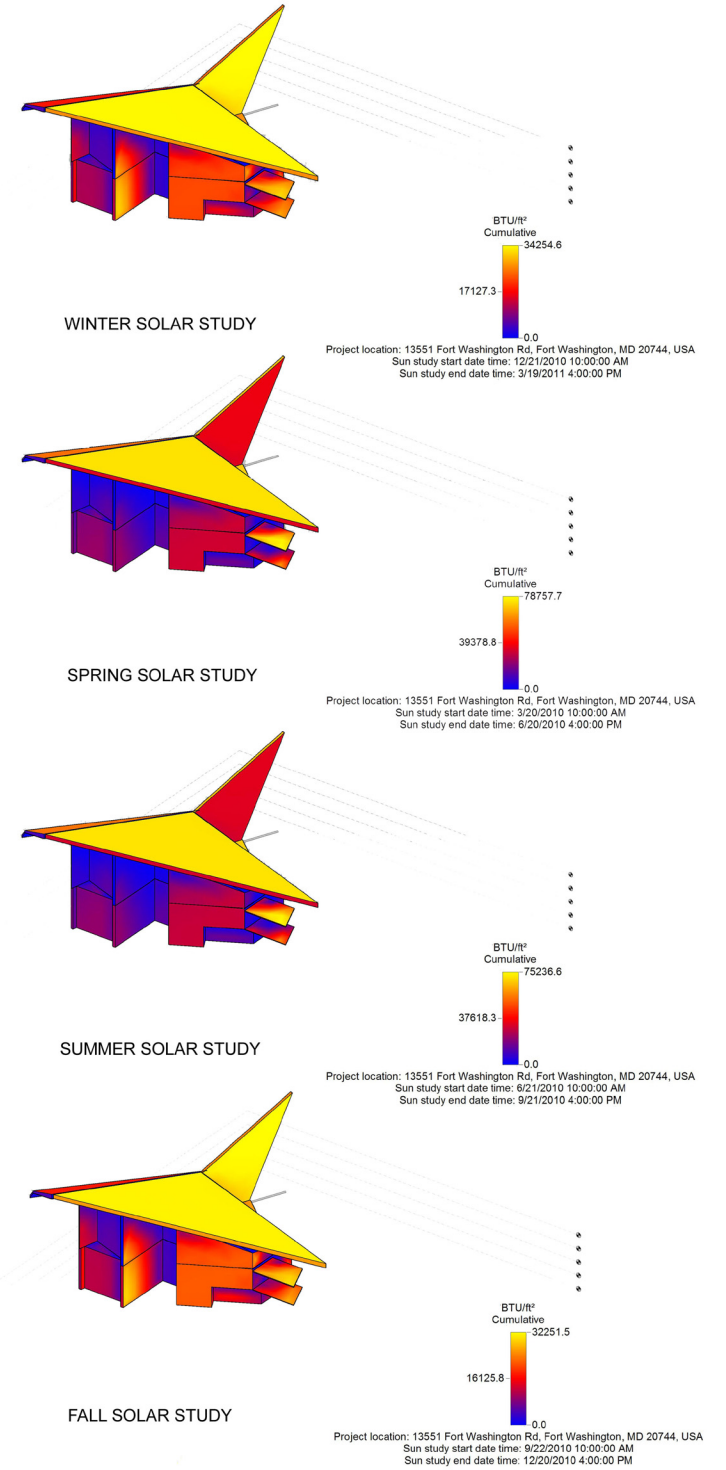 BTU/ft²
Cumulative
34254.6
17127.3
0.0
WINTER SOLAR STUDY
Project location: 13551 Fort Washington Rd, Fort Washington, MD 20744, USA
Sun study start date time: 12/21/2010 10:00:00 AM
Sun study end date time: 3/19/2011 4:00:00 PM
BTU/ft²
Cumulative
78757.7
39378.8
0.0
SPRING SOLAR STUDY
Project location: 13551 Fort Washington Rd, Fort Washington, MD 20744, USA
Sun study start date time: 3/20/2010 10:00:00 AM
Sun study end date time: 6/20/2010 4:00:00 PM
BTU/ft²
Cumulative
75236.6
37618.3
0.0
SUMMER SOLAR STUDY
Project location: 13551 Fort Washington Rd, Fort Washington, MD 20744, USA
Sun study start date time: 6/21/2010 10:00:00 AM
Sun study end date time: 9/21/2010 4:00:00 PM
BTU/ft²
Cumulative
32251.5
16125.8
0.0
FALL SOLAR STUDY
Project location: 13551 Fort Washington Rd, Fort Washington, MD 20744, USA
Sun study start date time: 9/22/2010 10:00:00 AM
Sun study end date time: 12/20/2010 4:00:00 PM